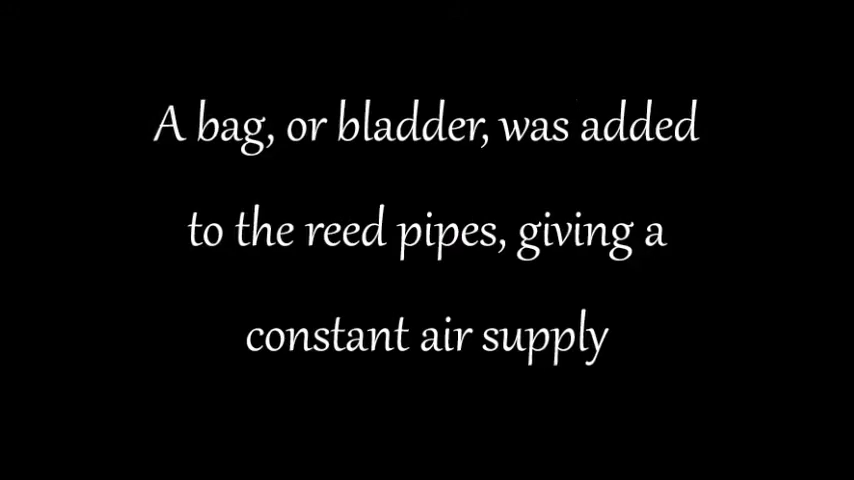 A bag, or bladder, was added
to the reed pipes, giving a
constant air supply